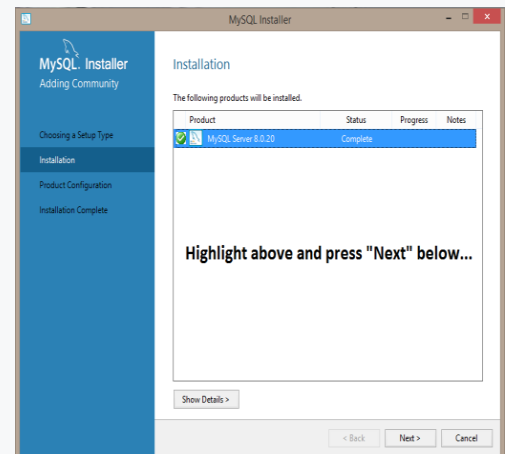 MySQL Installer
MySQL. Installer
Adding Community
Choosing a Setup Type
Installation
Product Configuration
Installation Complete
Installation
The following products will be installed.
Product Status Progress Notes
MySQL Server 8.0.20 Complete
Highlight above and press "Next" below...
Show Details >
< Back Next > Cancel